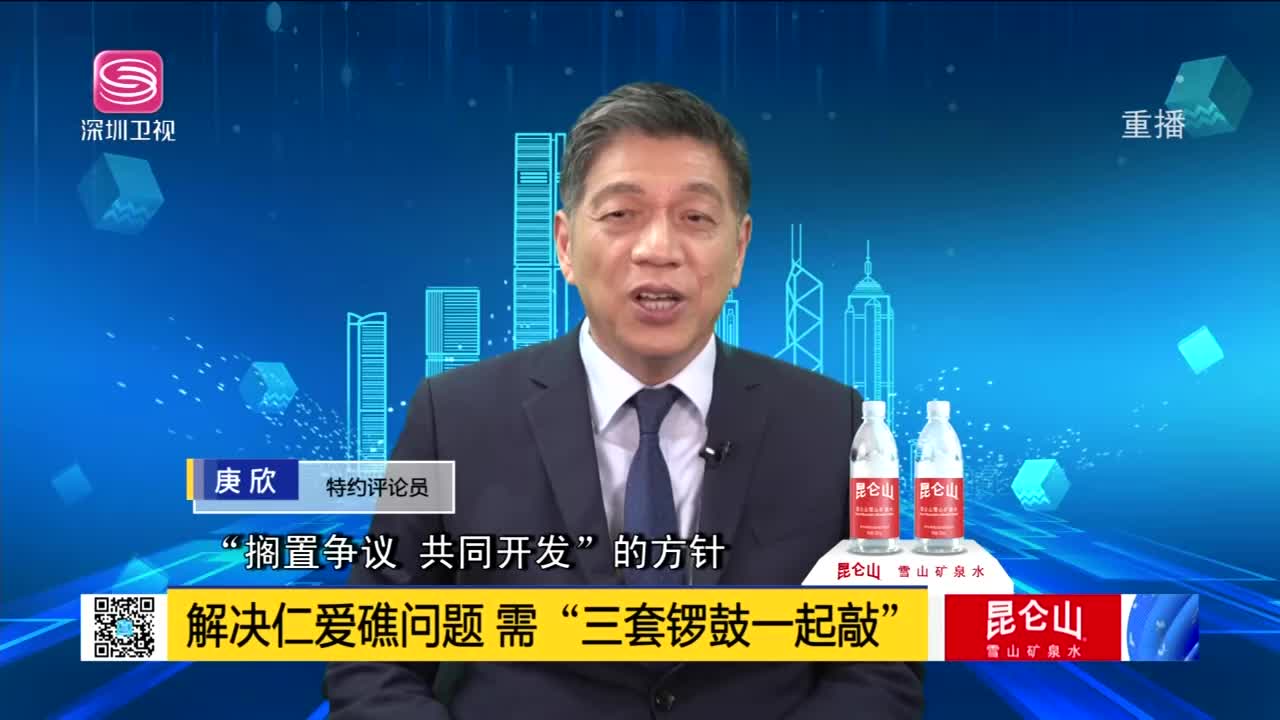 深圳卫视
重播
庚欣
特约评论员
“搁置争议 共同开发”的方针
解决仁爱礁问题 需“三套锣鼓一起敲”
昆仑山
昆仑山
昆仑山 雪山矿泉水
昆仑山
雪山矿泉水